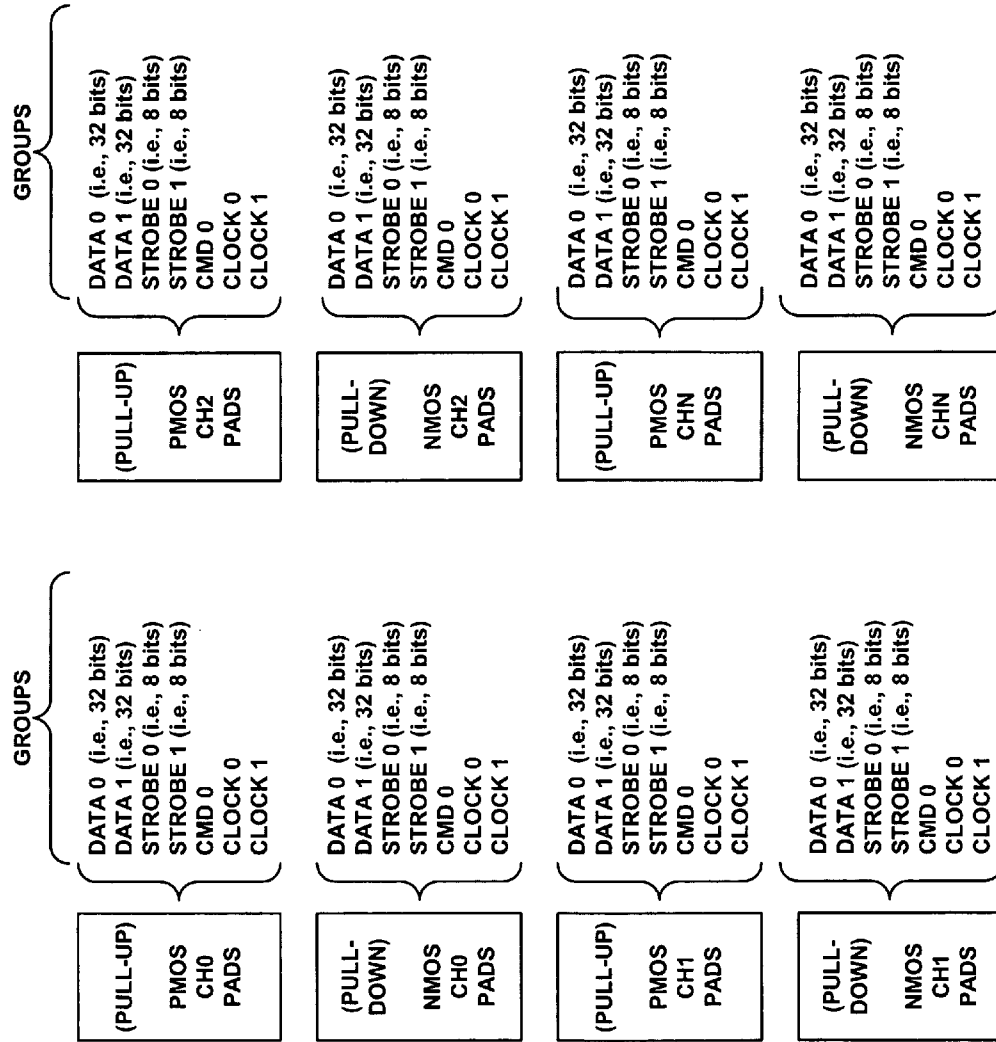 GROUPS
(PULL-UP)
PMOS
CH0
PADS
DATA 0 (i.e., 32 bits)
DATA 1 (i.e., 32 bits)
STROBE 0 (i.e., 8 bits)
STROBE 1 (i.e., 8 bits)
CMD 0
CLOCK 0
CLOCK 1
(PULL-
DOWN)
NMOS
CH0
PADS
DATA 0 (i.e., 32 bits)
DATA 1 (i.e., 32 bits)
STROBE 0 (i.e., 8 bits)
STROBE 1 (i.e., 8 bits)
CMD 0
CLOCK 0
CLOCK 1
(PULL-UP)
PMOS
CH1
PADS
DATA 0 (i.e., 32 bits)
DATA 1 (i.e., 32 bits)
STROBE 0 (i.e., 8 bits)
STROBE 1 (i.e., 8 bits)
CMD 0
CLOCK 0
CLOCK 1
(PULL-
DOWN)
NMOS
CH1
PADS
DATA 0 (i.e., 32 bits)
DATA 1 (i.e., 32 bits)
STROBE 0 (i.e., 8 bits)
STROBE 1 (i.e., 8 bits)
CMD 0
CLOCK 0
CLOCK 1
GROUPS
(PULL-UP)
PMOS
CH2
PADS
DATA 0 (i.e., 32 bits)
DATA 1 (i.e., 32 bits)
STROBE 0 (i.e., 8 bits)
STROBE 1 (i.e., 8 bits)
CMD 0
CLOCK 0
CLOCK 1
(PULL-
DOWN)
NMOS
CH2
PADS
DATA 0 (i.e., 32 bits)
DATA 1 (i.e., 32 bits)
STROBE 0 (i.e., 8 bits)
STROBE 1 (i.e., 8 bits)
CMD 0
CLOCK 0
CLOCK 1
(PULL-UP)
PMOS
CHN
PADS
DATA 0 (i.e., 32 bits)
DATA 1 (i.e., 32 bits)
STROBE 0 (i.e., 8 bits)
STROBE 1 (i.e., 8 bits)
CMD 0
CLOCK 0
CLOCK 1
(PULL-
DOWN)
NMOS
CHN
PADS
DATA 0 (i.e., 32 bits)
DATA 1 (i.e., 32 bits)
STROBE 0 (i.e., 8 bits)
STROBE 1 (i.e., 8 bits)
CMD 0
CLOCK 0
CLOCK 1